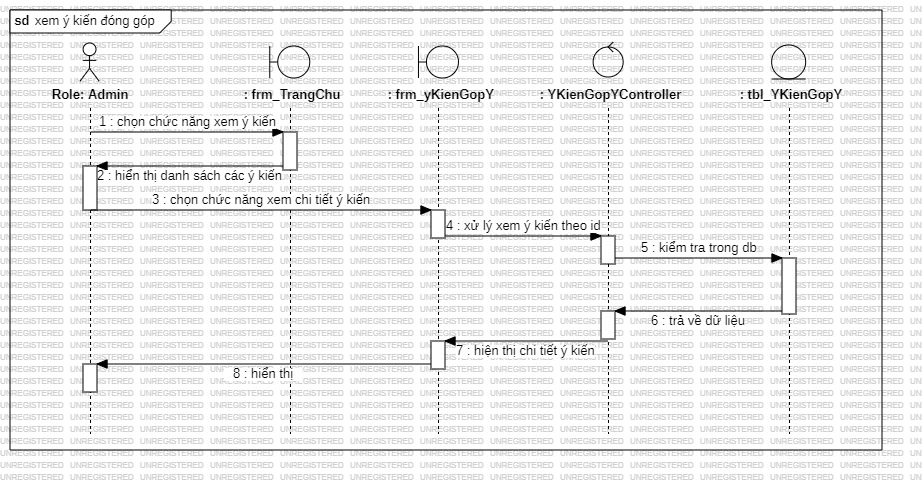 sd xem ý kiến đóng góp
Role: Admin
: frm_TrangChu
: frm_yKienGopY
: YKienGopYController
: tbl_YKienGopY
1 : chọn chức năng xem ý kiến
2 : hiển thị danh sách các ý kiến
3 : chọn chức năng xem chi tiết ý kiến
4 : xử lý xem ý kiến theo id
5 : kiểm tra trong db
6 : trả về dữ liệu
7 : hiện thị chi tiết ý kiến
8 : hiển thị
UNREGISTERED